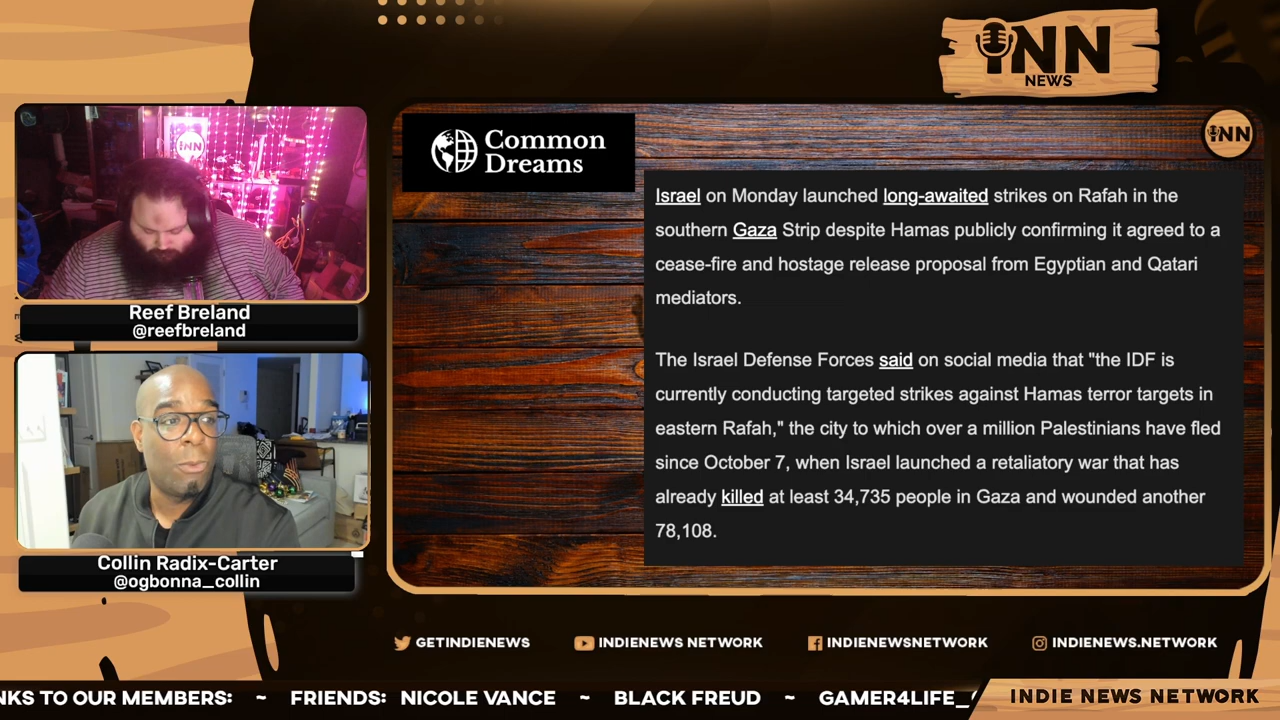 iNN
NEWS
iNN
Common
Dreams
iNN
Israel on Monday launched long-awaited strikes on Rafah in the
southern Gaza Strip despite Hamas publicly confirming it agreed to a
cease-fire and hostage release proposal from Egyptian and Qatari
mediators.
The Israel Defense Forces said on social media that "the IDF is
currently conducting targeted strikes against Hamas terror targets in
eastern Rafah," the city to which over a million Palestinians have fled
since October 7, when Israel launched a retaliatory war that has
already killed at least 34,735 people in Gaza and wounded another
78,108.
Reef Breland
@reefbreland
Collin Radix-Carter
@ogbonna_collin
GETINDIENEWS INDIENEWS NETWORK INDIENEWSNETWORK INDIENEWS.NETWORK
NKS TO OUR MEMBERS: ~ FRIENDS: NICOLE VANCE ~ BLACK FREUD ~ GAMER4LIFE_
INDIE NEWS NETWORK